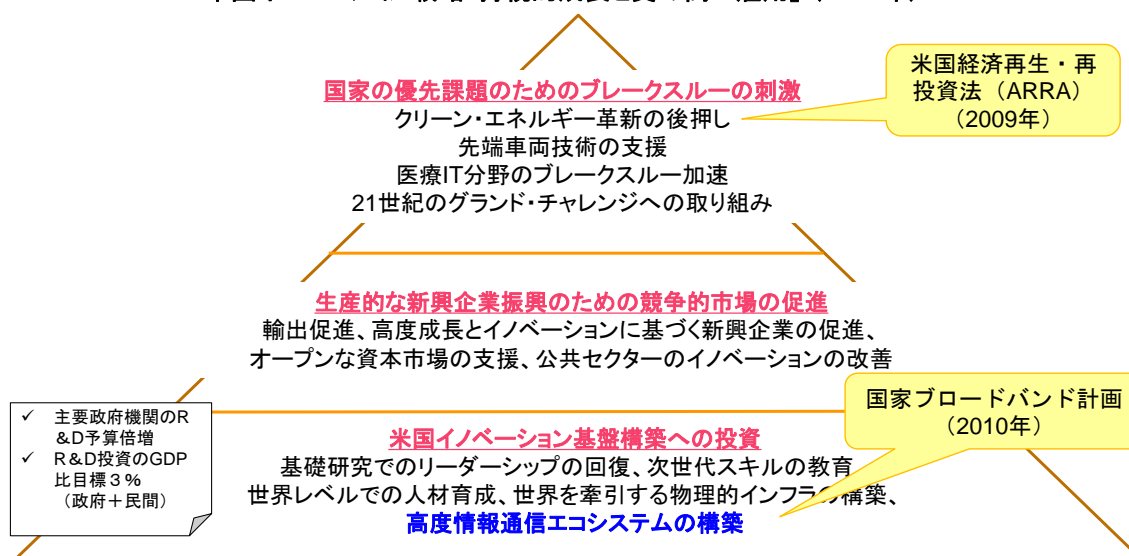 国家の優先課題のためのブレークスルーの刺激
クリーン・エネルギー革新の後押し
先端車両技術の支援
医療IT分野のブレークスルー加速
21世紀のグランド・チャレンジへの取り組み
米国経済再生・再
投資法（ARRA）
（2009年）
生産的な新興企業振興のための競争的市場の促進
輸出促進、高度成長とイノベーションに基づく新興企業の促進、
オープンな資本市場の支援、公共セクターのイノベーションの改善
✓ 主要政府機関のR
＆D予算倍増
✓ R＆D投資のGDP
比目標３％
（政府＋民間）
国家ブロードバンド計画
（2010年）
米国イノベーション基盤構築への投資
基礎研究でのリーダーシップの回復、次世代スキルの教育
世界レベルでの人材育成、世界を牽引する物理的インフラの構築、
高度情報通信エコシステムの構築